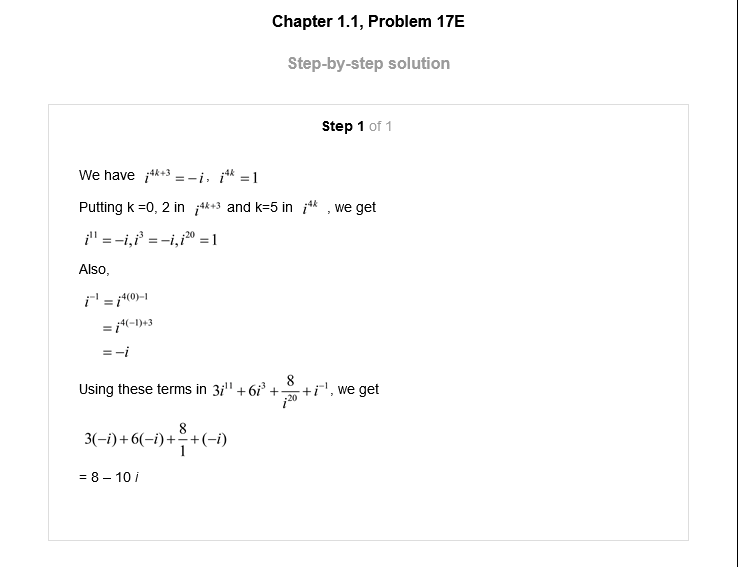 Chapter 1.1, Problem 17E
Step-by-step solution
Step 1 of 1
We have i^{4k+3} = −i, i^{4k} = 1
Putting k =0, 2 in i^{4k+3} and k=5 in i^{4k} , we get
i^{11} = −i, i^{3} = −i, i^{20} = 1
Also,
i^{−1} = i^{4(0)−1}
= i^{4(−1)+3}
= −i
Using these terms in 3i^{11} + 6i^{3} + \frac{8}{i^{20}} + i^{−1}, we get
3(−i) + 6(−i) + \frac{8}{1} + (−i)
= 8 – 10 i